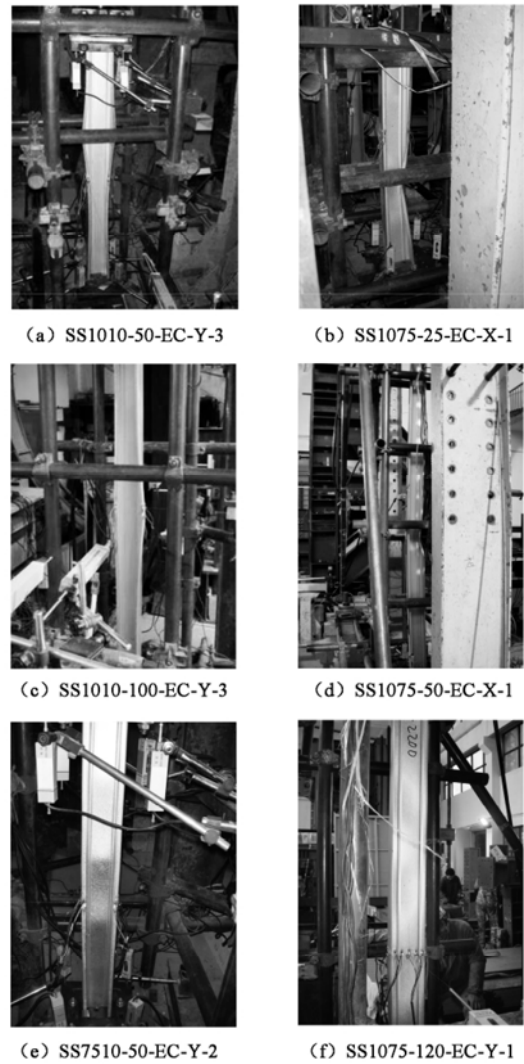 (a) SS1010-50-EC-Y-3
(b) SS1075-25-EC-X-1
(c) SS1010-100-EC-Y-3
(d) SS1075-50-EC-X-1
2200
(e) SS7510-50-EC-Y-2
(f) SS1075-120-EC-Y-1